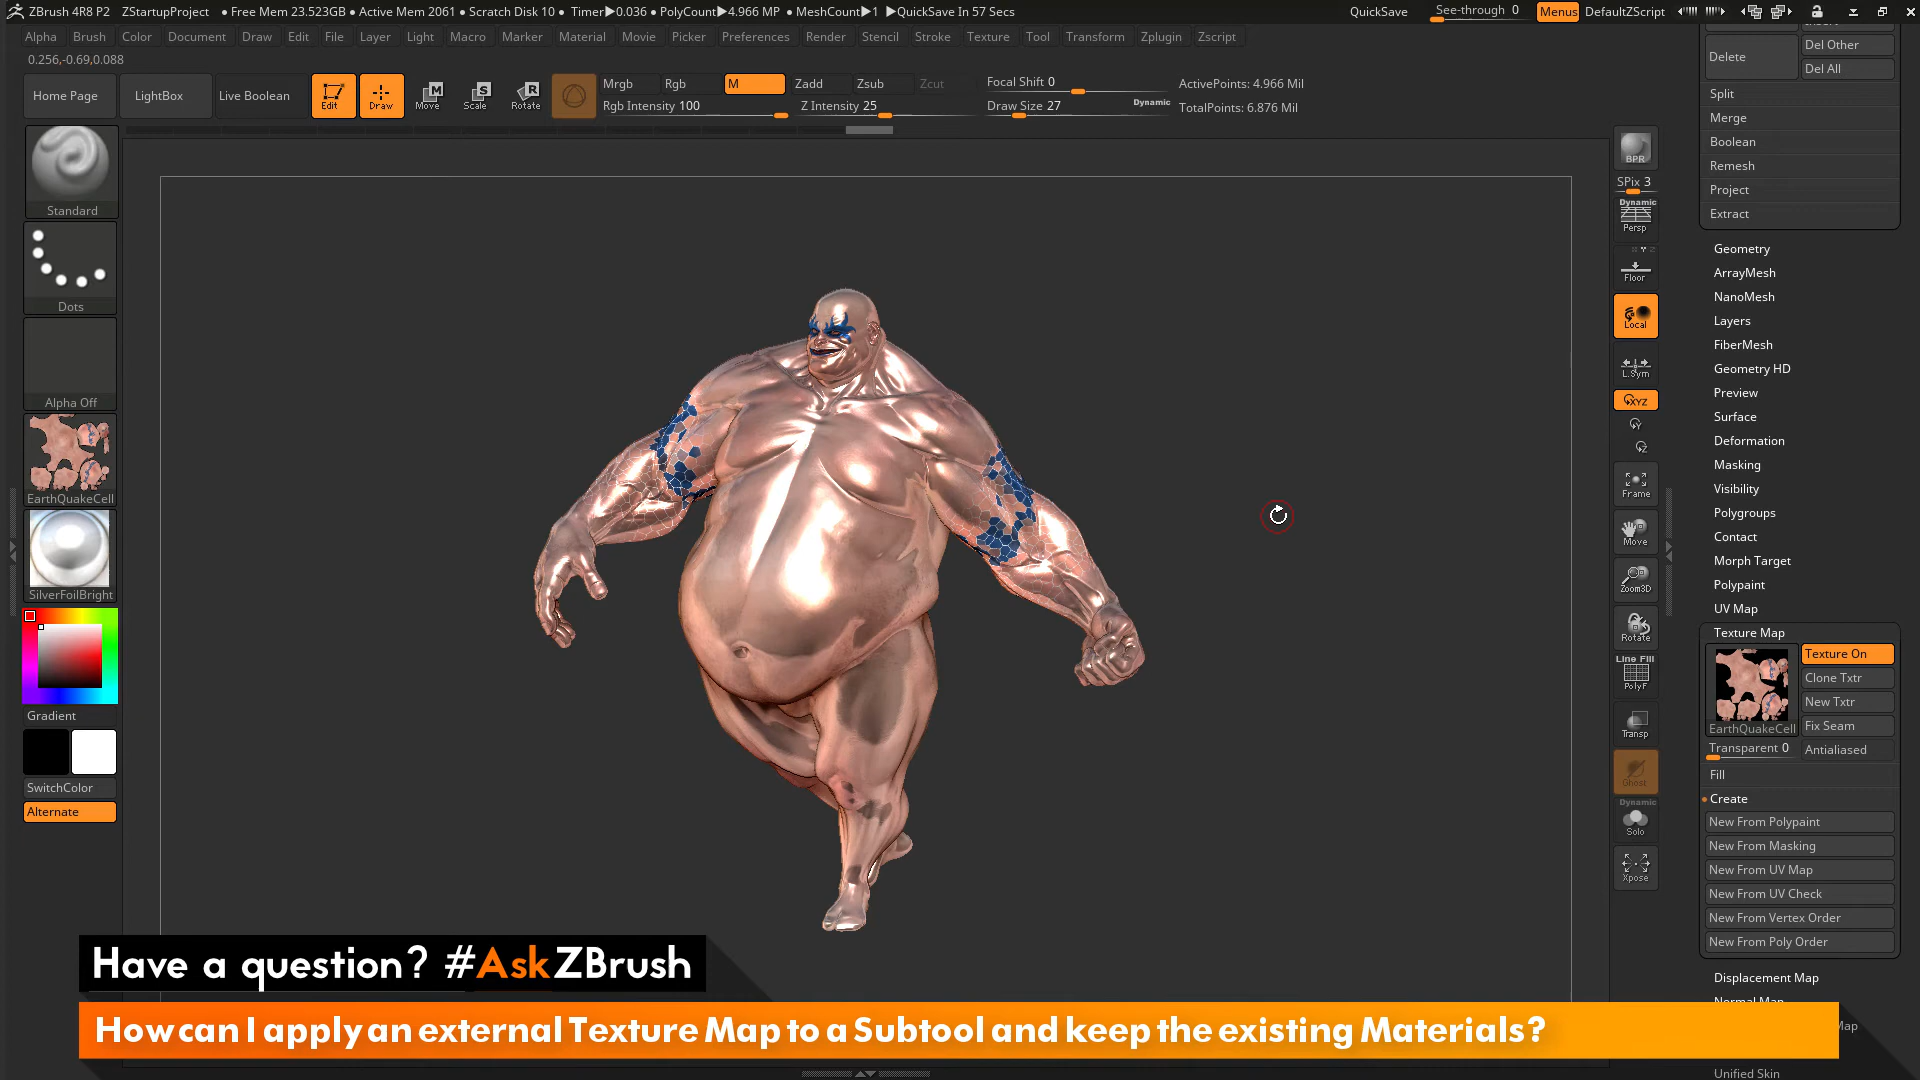 ZBrush 4R8 P2 ZStartupProject ● Free Mem 23.523GB ● Active Mem 2061 ● Scratch Disk 10 ● Timer▶0.036 ● PolyCount▶4.966 MP ● MeshCount▶1 ▶QuickSave In 57 Secs QuickSave See-through 0 Menus DefaultZScript
Alpha Brush Color Document Draw Edit File Layer Light Macro Marker Material Movie Picker Preferences Render Stencil Stroke Texture Tool Transform Zplugin Zscript
0.256,-0.69,0.088
Home Page LightBox Live Boolean Edit Draw Move Scale Rotate
Mrgb Rgb M Zadd Zsub Zcut Focal Shift 0 ActivePoints: 4.966 Mil
Rgb Intensity 100 Z Intensity 25 Draw Size 27 Dynamic TotalPoints: 6.876 Mil
Standard
Dots
Alpha Off
EarthQuakeCell
SilverFoilBright
Gradient
SwitchColor
Alternate
BPR
SPix 3
Dynamic
Persp
Floor
Local
L.Sym
XYZ
Frame
Move
Zoom3D
Rotate
Line Fill
PolyF
Transp
Ghost
Dynamic
Solo
Xpose
Delete
Del Other
Del All
Split
Merge
Boolean
Remesh
Project
Extract
Geometry
ArrayMesh
NanoMesh
Layers
FiberMesh
Geometry HD
Preview
Surface
Deformation
Masking
Visibility
Polygroups
Contact
Morph Target
Polypaint
UV Map
Texture Map
Texture On
Clone Txtr
New Txtr
EarthQuakeCell Fix Seam
Transparent 0 Antialiased
Fill
Create
New From Polypaint
New From Masking
New From UV Map
New From UV Check
New From Vertex Order
New From Poly Order
Displacement Map
Normal Map
Map
Unified Skin
Have a question? #AskZBrush
How can I apply an external Texture Map to a Subtool and keep the existing Materials?